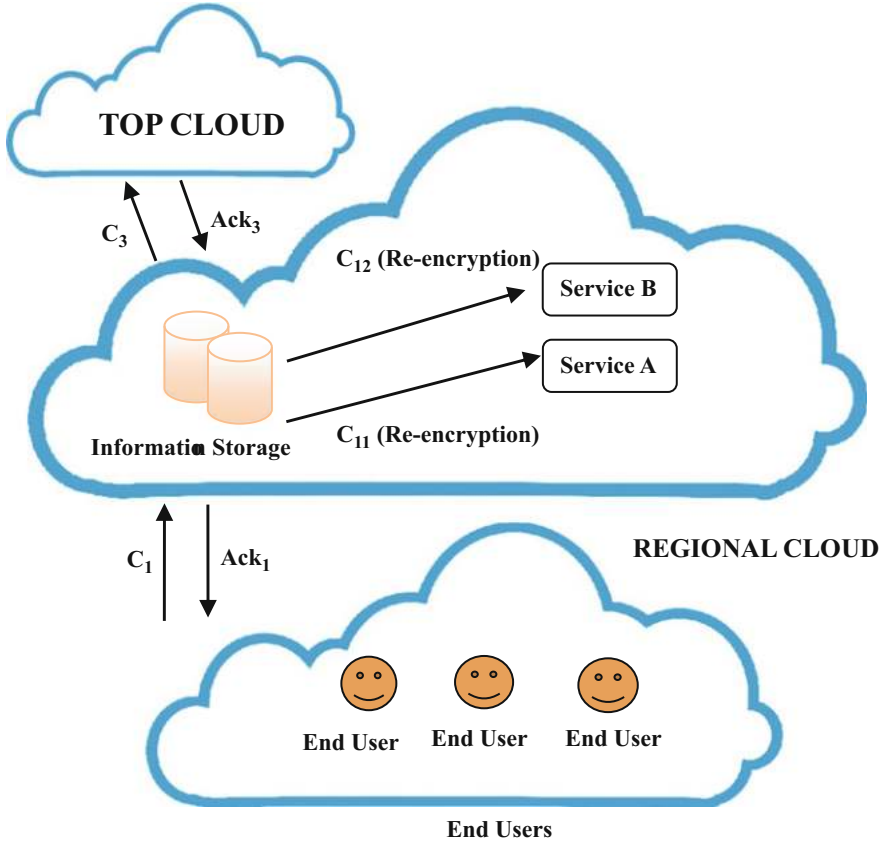 TOP CLOUD
C₃
Ack₃
C₁₂ (Re-encryption)
Service B
Service A
C₁₁ (Re-encryption)
Information Storage
C₁
Ack₁
REGIONAL CLOUD
End User
End User
End User
End Users